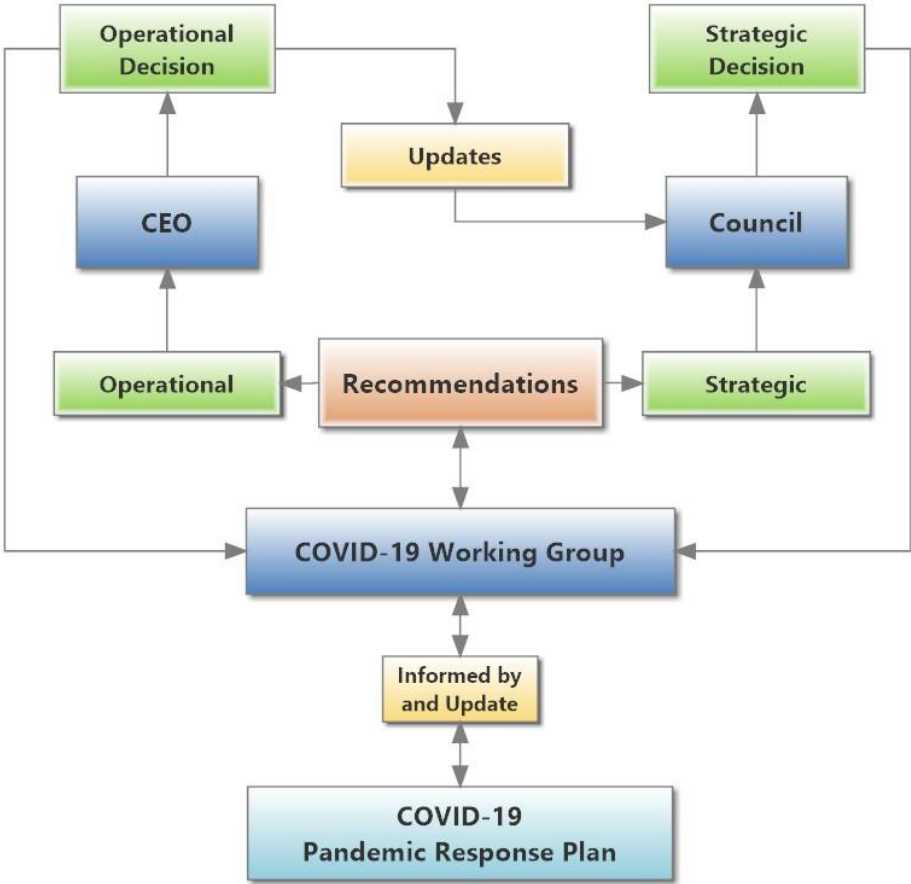 Operational
Decision
Strategic
Decision
Updates
CEO
Council
Operational
Recommendations
Strategic
COVID-19 Working Group
Informed by
and Update
COVID-19
Pandemic Response Plan